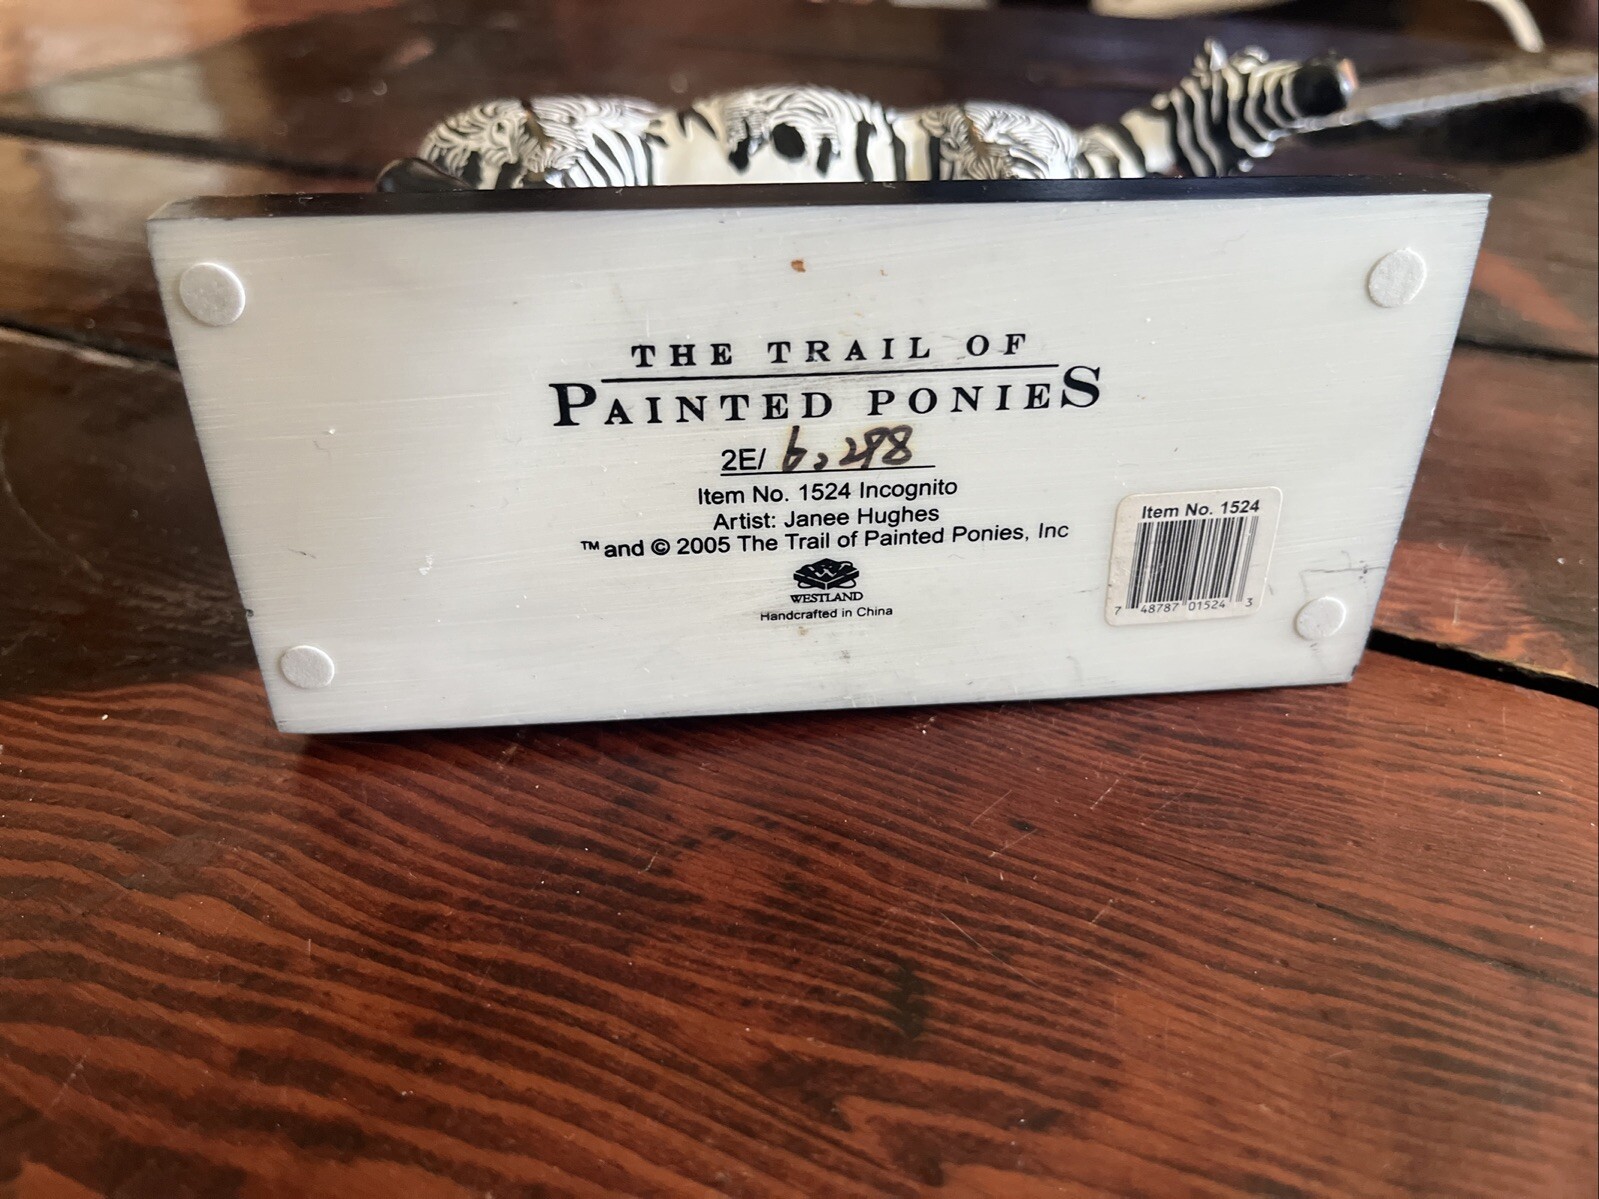 THE TRAIL OF
PAINTED PONIES
2E/ 6,298
Item No. 1524 Incognito
Artist: Janee Hughes
™ and © 2005 The Trail of Painted Ponies, Inc
WESTLAND
Handcrafted in China
Item No. 1524
7 48787 01524 3